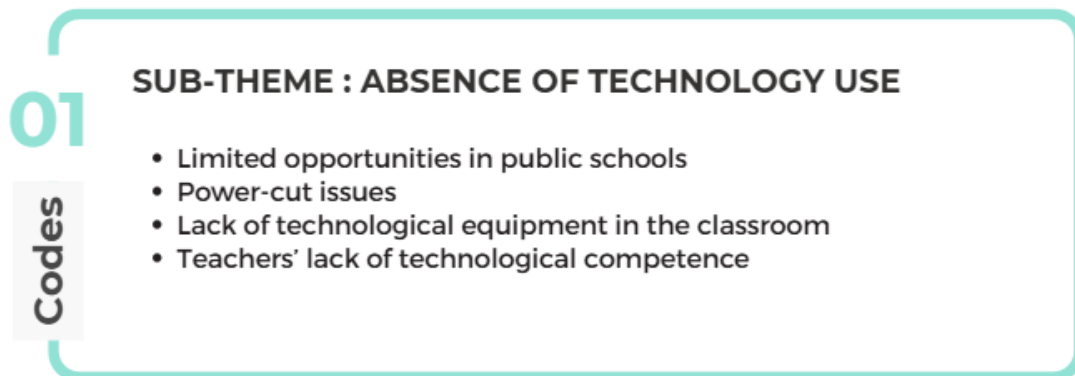 SUB-THEME : ABSENCE OF TECHNOLOGY USE
01
• Limited opportunities in public schools
• Power-cut issues
• Lack of technological equipment in the classroom
• Teachers’ lack of technological competence
Codes